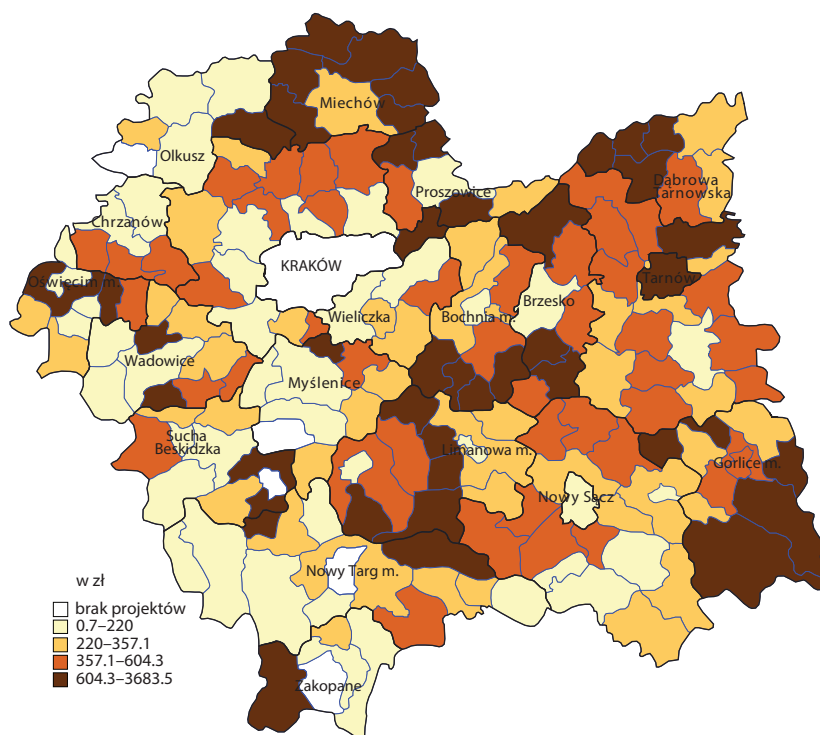 Miechów
Olkusz
Proszowice
Dąbrowa
Tarnowska
Chrzanów
KRAKÓW
Oświęcim m.
Tarnów
Wieliczka
Bochnia m.
Brzesko
Wadowice
Myślenice
Sucha
Beskidzka
Limanowa m.
Gorlice m.
Nowy Sącz
Nowy Targ m.
Zakopane
w zł
brak projektów
0.7–220
220–357.1
357.1–604.3
604.3–3683.5